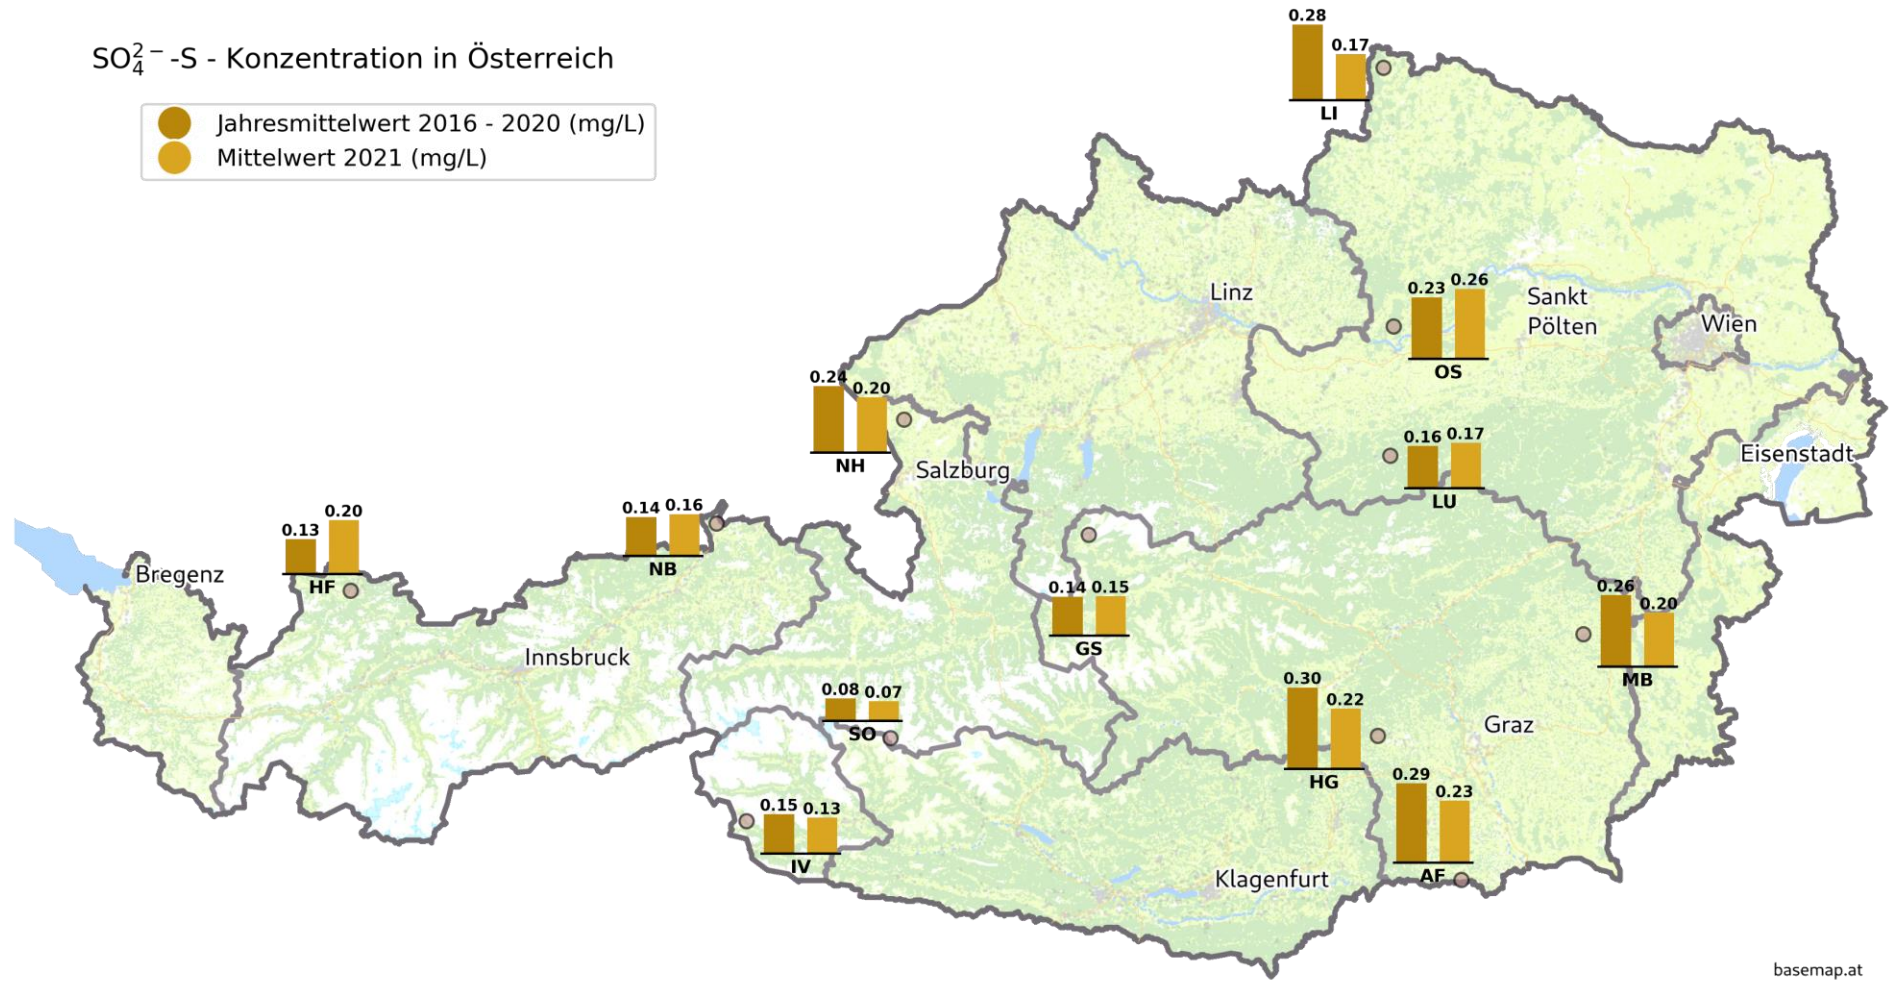 SO₄²⁻-S - Konzentration in Österreich
Jahresmittelwert 2016 - 2020 (mg/L)
Mittelwert 2021 (mg/L)
0.28
0.17
LI
Linz
0.23
0.26
OS
Sankt
Pölten
Wien
0.24
0.20
NH
Salzburg
0.16
0.17
LU
Eisenstadt
0.13
0.20
HF
Bregenz
0.14
0.16
NB
Innsbruck
0.14
0.15
GS
0.26
0.20
MB
0.08
0.07
SO
0.30
0.22
HG
Graz
0.29
0.23
AF
0.15
0.13
IV
Klagenfurt
basemap.at